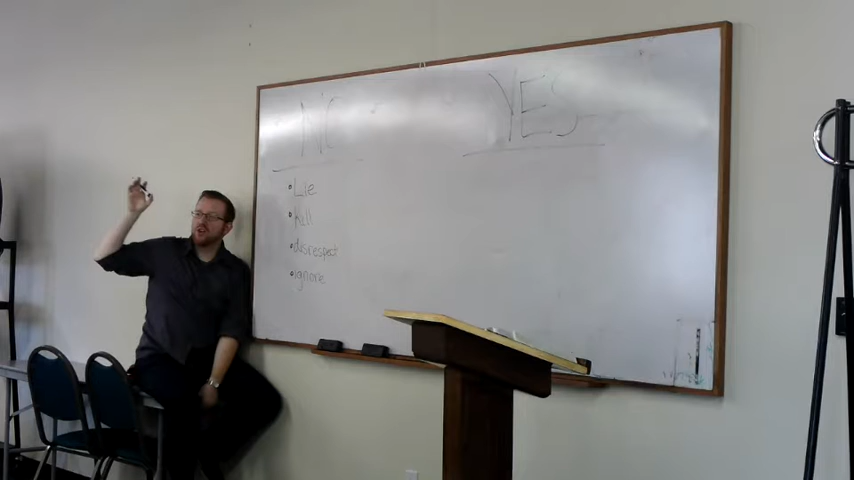 NO
YES
• Lie
• kill
• disrespect
• ignore